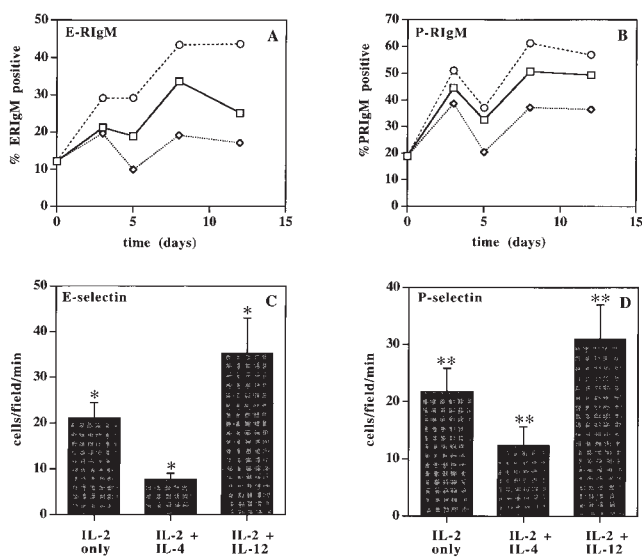 E-RIgM
A
% ERIgM positive
50
40
30
20
10
0
0 5 10 15
time (days)
P-RIgM
B
%PRIgM positive
70
60
50
40
30
20
10
0
0 5 10 15
time (days)
E-selectin
C
cells/field/min
50
40
30
20
10
0
*
*
*
IL-2 only
IL-2 + IL-4
IL-2 + IL-12
P-selectin
D
cells/field/min
40
30
20
10
0
**
**
**
IL-2 only
IL-2 + IL-4
IL-2 + IL-12